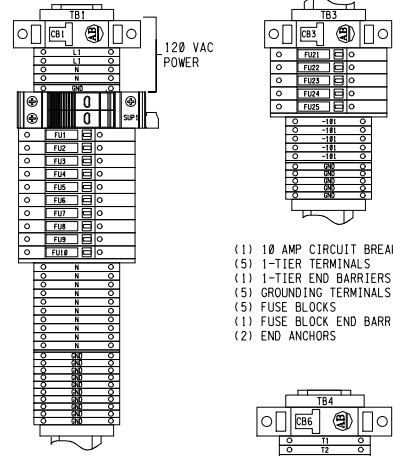 TB1
CB1
AB
120 VAC
POWER
L1
L1
N
N
GND
SUP1
FU1
FU2
FU3
FU4
FU5
FU6
FU7
FU8
FU9
FU10
N
N
N
N
N
N
N
N
N
N
GND
GND
GND
GND
GND
GND
GND
GND
GND
GND
TB3
CB3
AB
FU21
FU22
FU23
FU24
FU25
-101
-101
-101
-101
-101
GND
GND
GND
GND
GND
(1) 10 AMP CIRCUIT BREAK
(5) 1-TIER TERMINALS
(1) 1-TIER END BARRIERS
(5) GROUNDING TERMINALS
(5) FUSE BLOCKS
(1) FUSE BLOCK END BARR
(2) END ANCHORS
TB4
CB6
AB
T1
T2